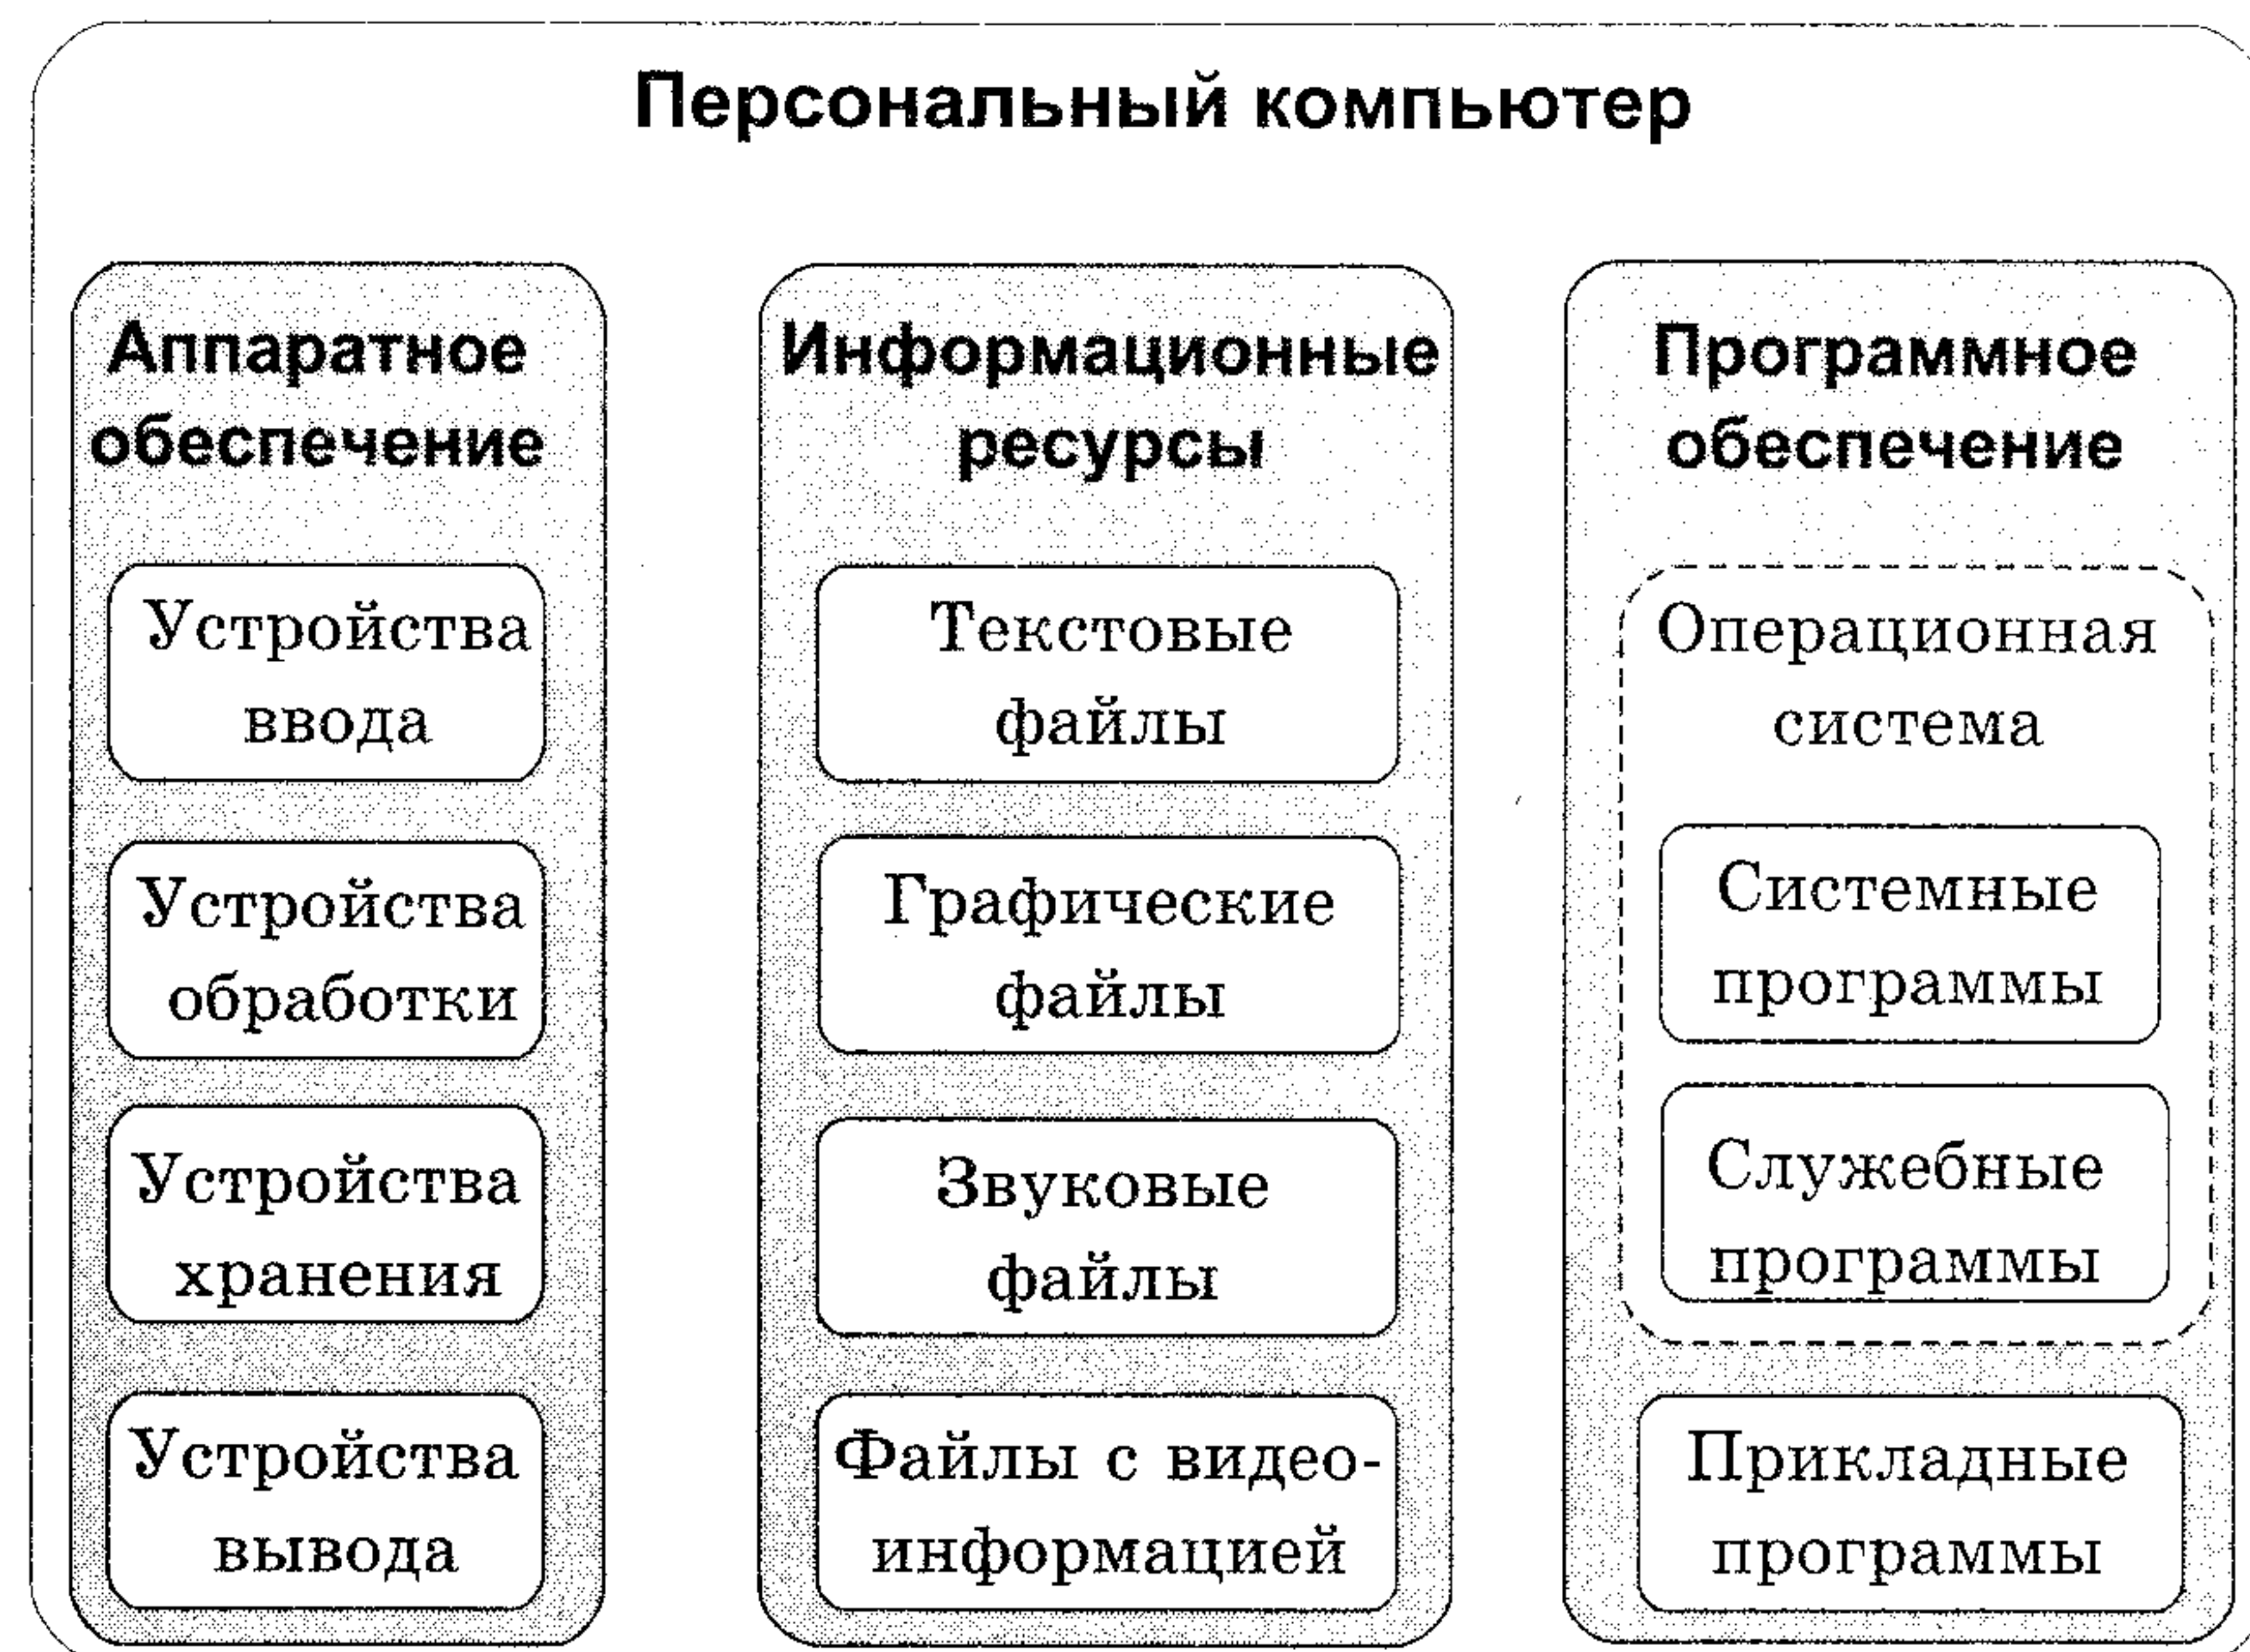 Персональный компьютер
Аппаратное
обеспечение
Устройства
ввода
Устройства
обработки
Устройства
хранения
Устройства
вывода
Информационные
ресурсы
Текстовые
файлы
Графические
файлы
Звуковые
файлы
Файлы с видео-
информацией
Программное
обеспечение
Операционная
система
Системные
программы
Служебные
программы
Прикладные
программы